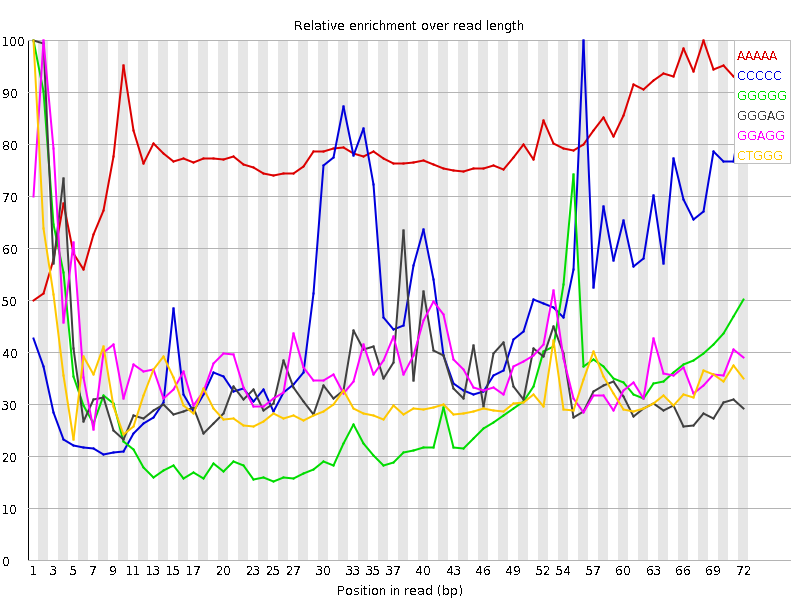 Relative enrichment over read length
100
90
80
70
60
50
40
30
20
10
0
AAAAA
CCCCC
GGGGG
GGGAG
GGAGG
CTGGG
1 3 5 7 9 11 13 15 17 20 23 25 27 30 33 35 37 40 43 46 49 52 54 57 60 63 66 69 72
Position in read (bp)